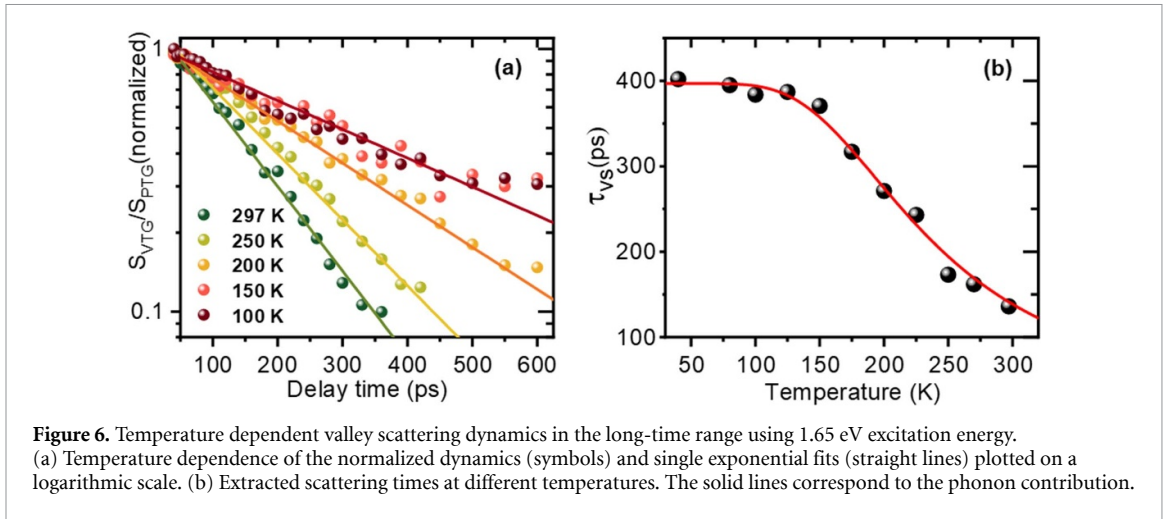 S_VTG/S_PTG(normalized)
1
0.1
(a)
297 K
250 K
200 K
150 K
100 K
100 200 300 400 500 600
Delay time (ps)
τ_VS(ps)
400
300
200
100
(b)
50 100 150 200 250 300
Temperature (K)
Figure 6. Temperature dependent valley scattering dynamics in the long-time range using 1.65 eV excitation energy.
(a) Temperature dependence of the normalized dynamics (symbols) and single exponential fits (straight lines) plotted on a
logarithmic scale. (b) Extracted scattering times at different temperatures. The solid lines correspond to the phonon contribution.